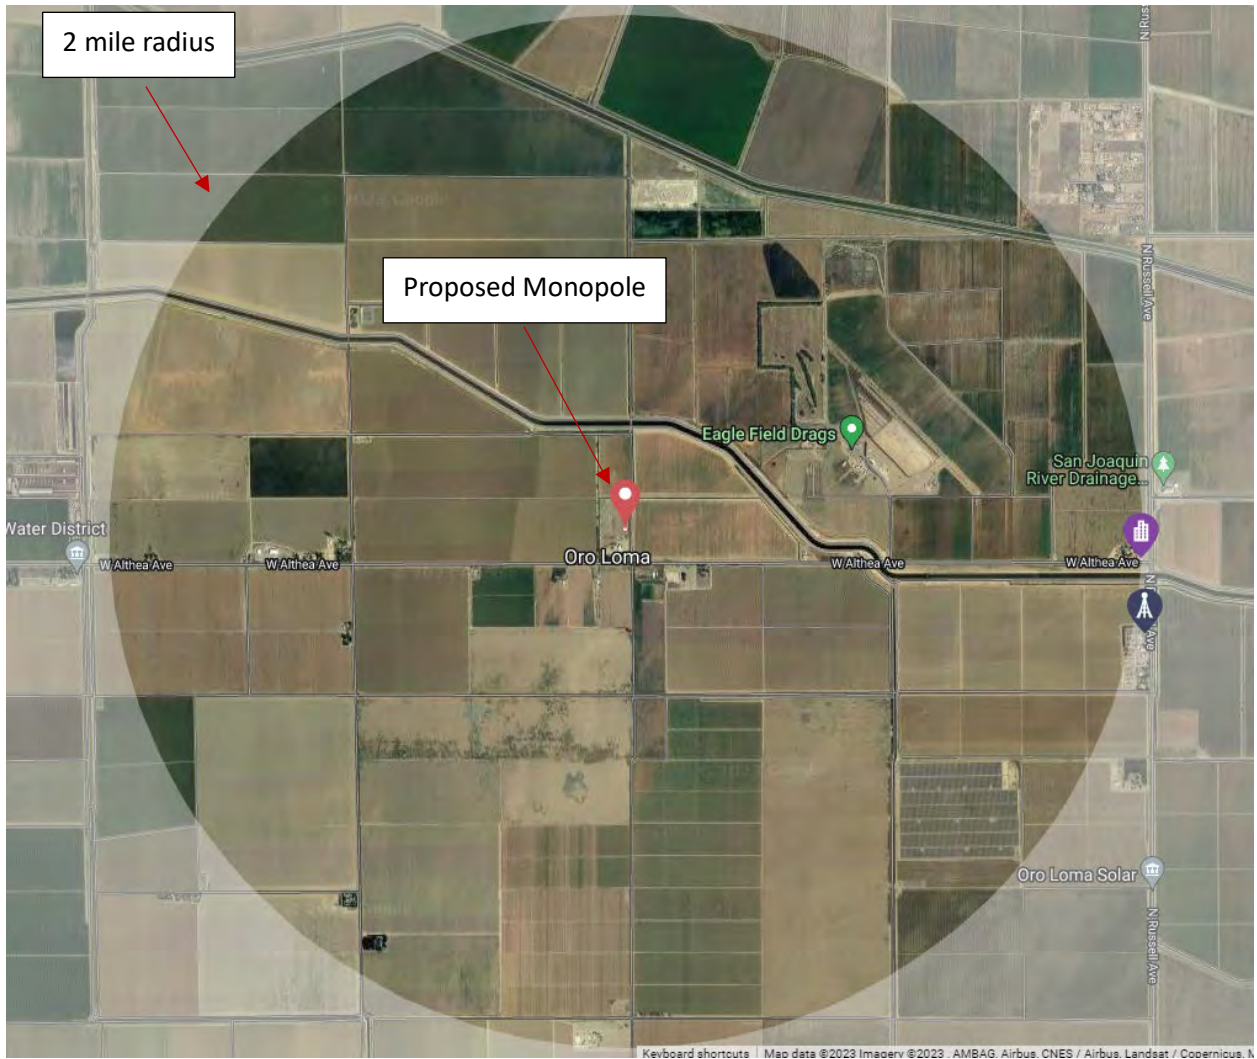 2 mile radius
N Russ
N Russell Ave
Proposed Monopole
Eagle Field Drags
San Joaquin
River Drainage...
Water District
Oro Loma
W Althea Ave
W Althea Ave
W Althea Ave
W Althea Ave
N
Ave
Oro Loma Solar
N Russell Ave
Keyboard shortcuts
Map data ©2023 Imagery ©2023 , AMBAG, Airbus, CNES / Airbus, Landsat / Copernicus,